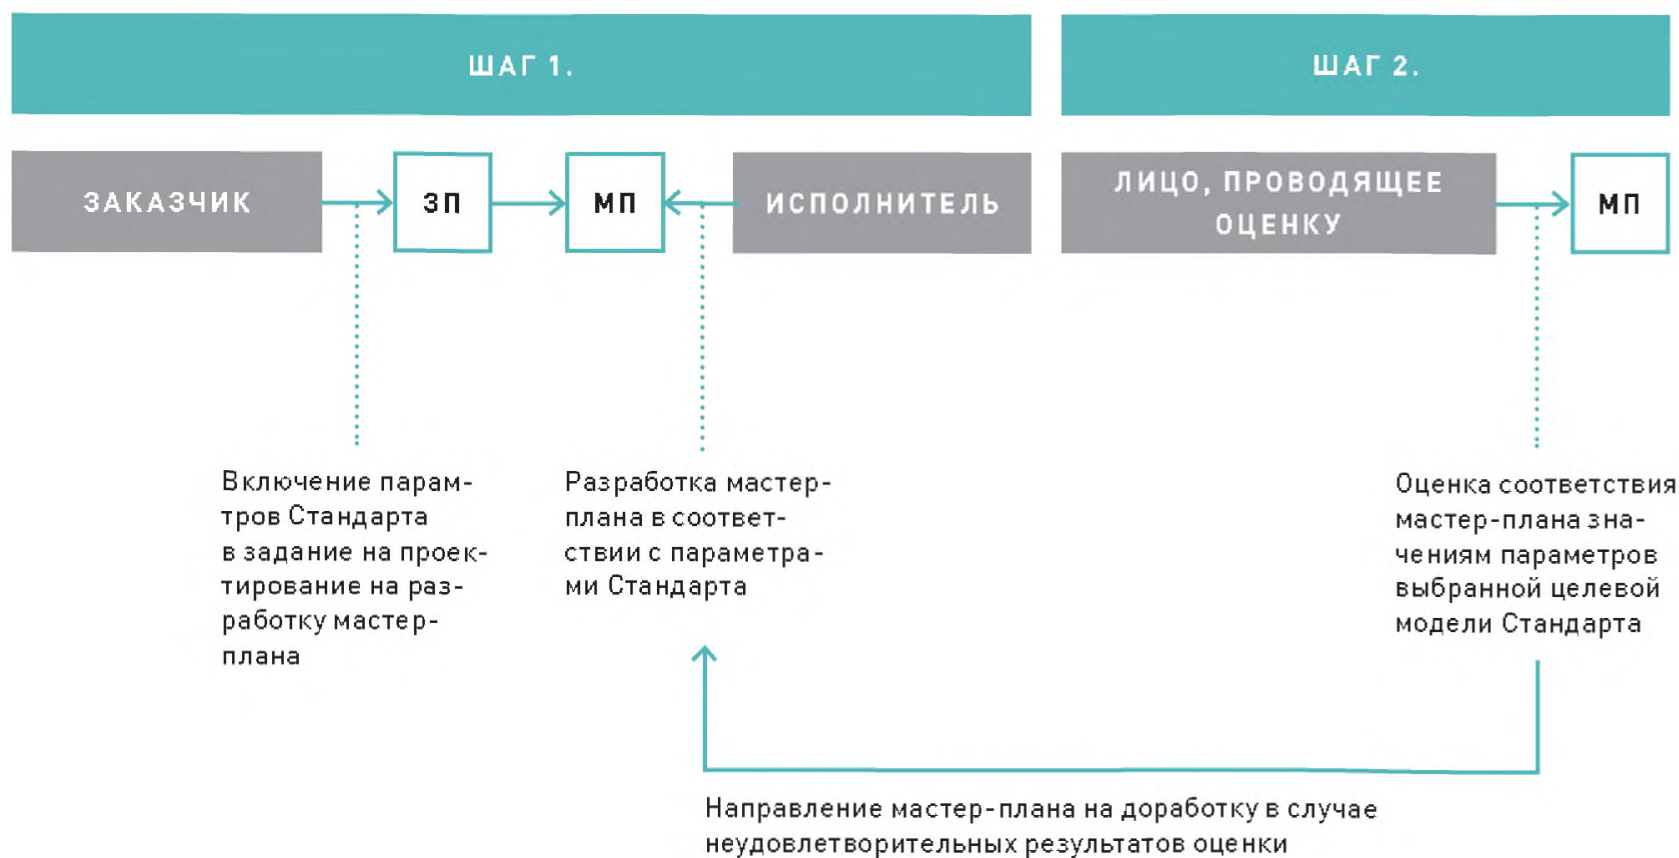 ШАГ 1.
ШАГ 2.
ЗАКАЗЧИК
ЗП
МП
ИСПОЛНИТЕЛЬ
ЛИЦО, ПРОВОДЯЩЕЕ
ОЦЕНКУ
МП
Включение парам-
тров Стандарта
в задание на проек-
тирование на раз-
работку мастер-
плана
Разработка мастер-
плана в соответ-
ствии с параметра-
ми Стандарта
Оценка соответствия
мастер-плана зна-
чениям параметров
выбранной целевой
модели Стандарта
Направление мастер-плана на доработку в случае
неудовлетворительных результатов оценки